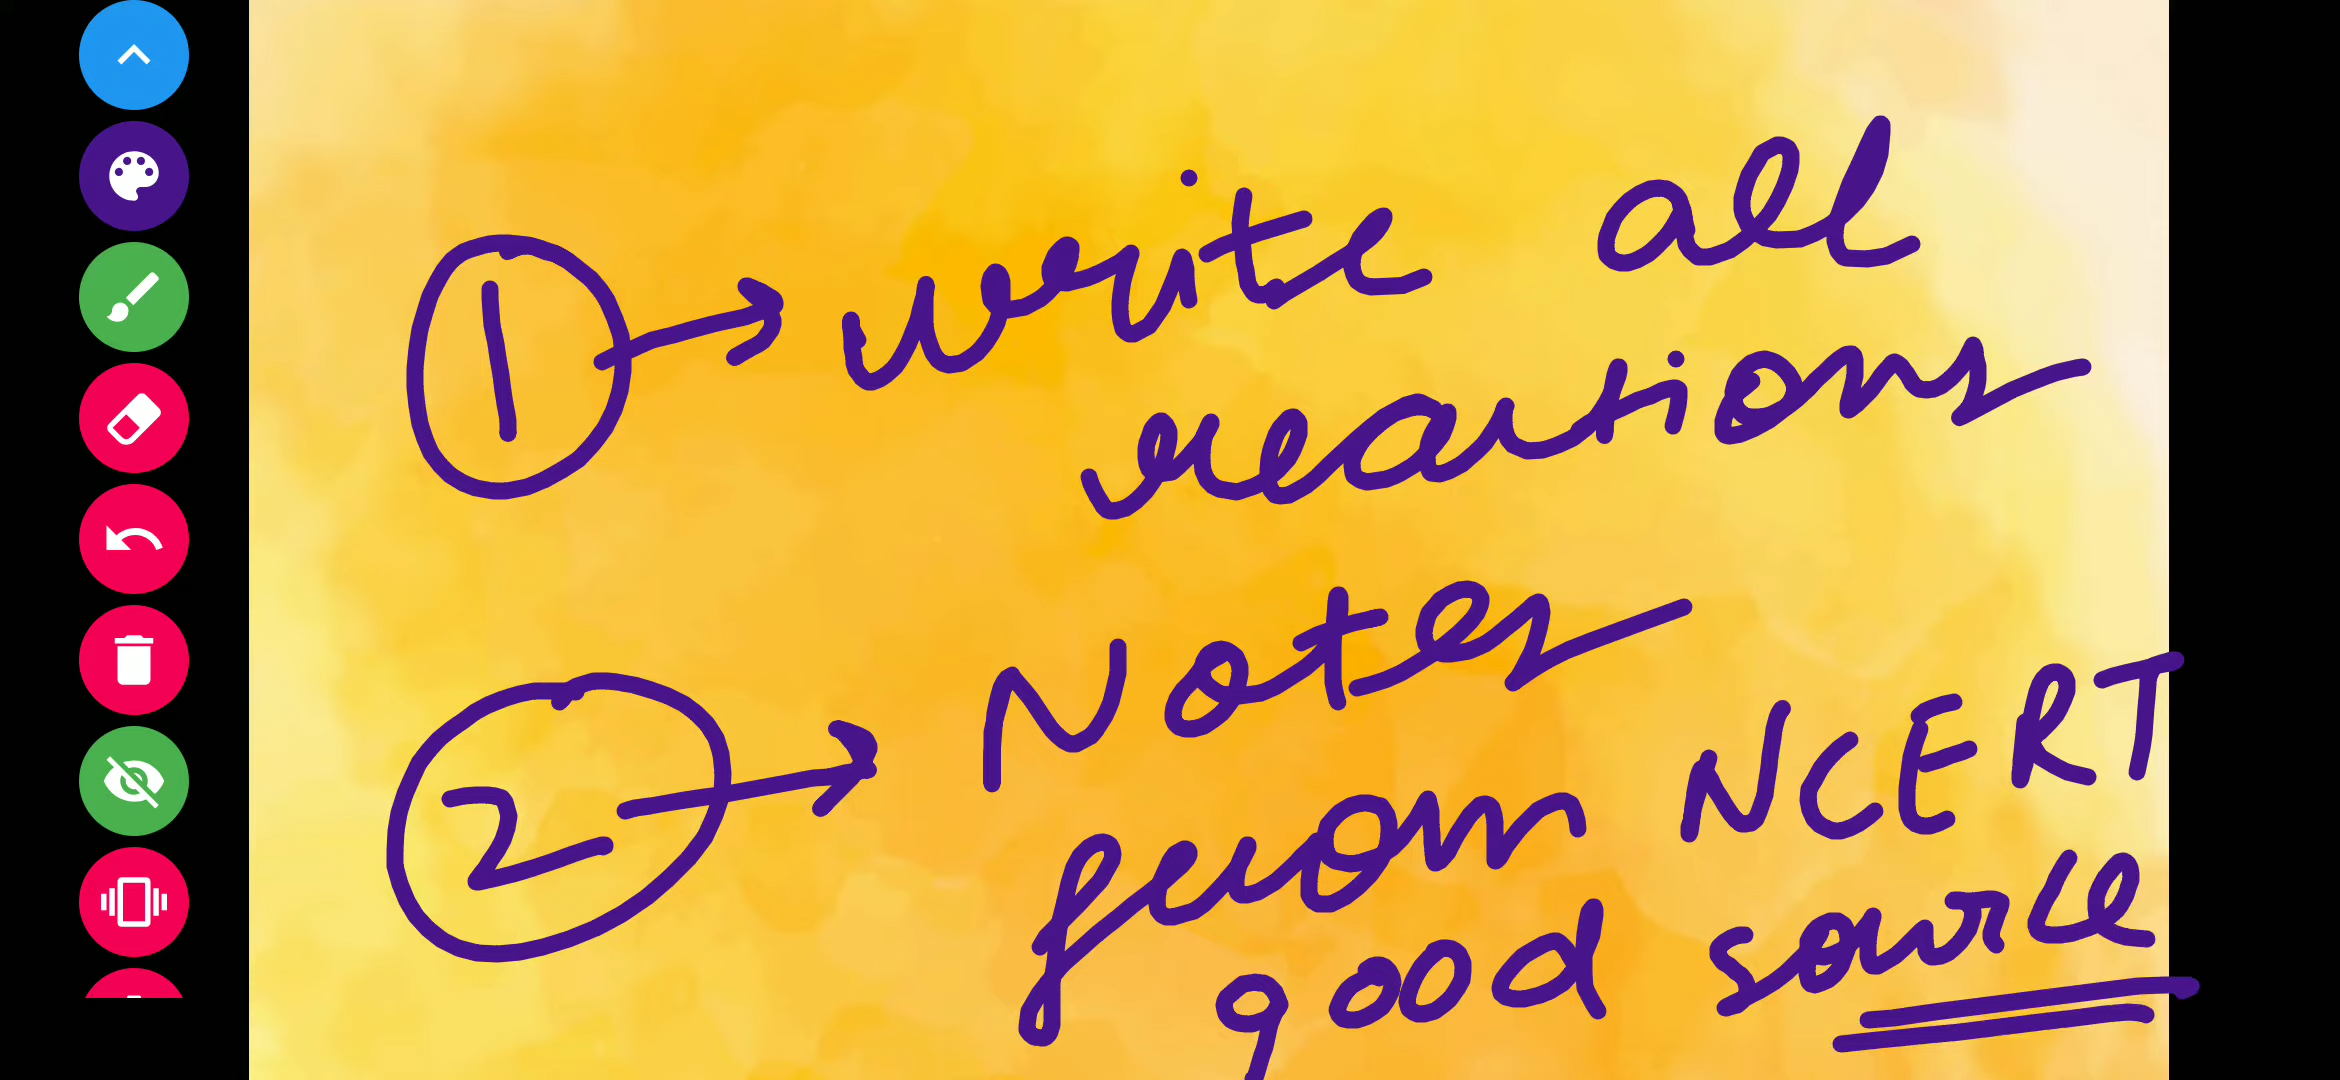 ① → write all
reactions
② → Notes
from NCERT
good source